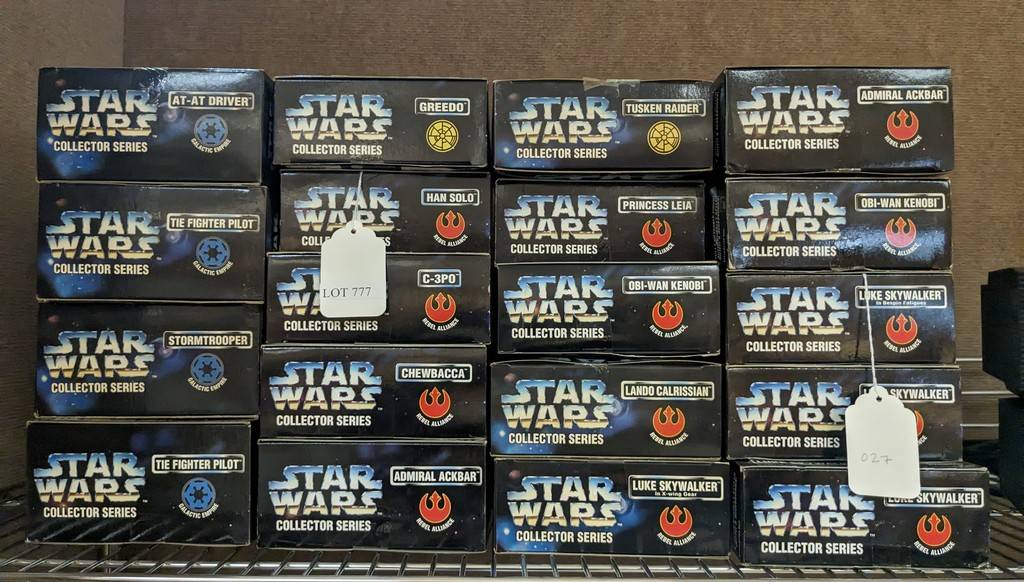 STAR
WARS
COLLECTOR SERIES
AT-AT DRIVER
GALACTIC EMPIRE
STAR
WARS
COLLECTOR SERIES
TIE FIGHTER PILOT
GALACTIC EMPIRE
STAR
WARS
COLLECTOR SERIES
STORMTROOPER
GALACTIC EMPIRE
STAR
WARS
COLLECTOR SERIES
TIE FIGHTER PILOT
GALACTIC EMPIRE
STAR
WARS
COLLECTOR SERIES
GREEDO
STAR
WARS
HAN SOLO
REBEL ALLIANCE
LOT 777
COLLECTOR SERIES
C-3PO
REBEL ALLIANCE
STAR
WARS
COLLECTOR SERIES
CHEWBACCA
REBEL ALLIANCE
STAR
WARS
COLLECTOR SERIES
ADMIRAL ACKBAR
REBEL ALLIANCE
STAR
WARS
COLLECTOR SERIES
TUSKEN RAIDER
STAR
WARS
COLLECTOR SERIES
PRINCESS LEIA
REBEL ALLIANCE
STAR
WARS
COLLECTOR SERIES
OBI-WAN KENOBI
REBEL ALLIANCE
STAR
WARS
COLLECTOR SERIES
LANDO CALRISSIAN
REBEL ALLIANCE
STAR
WARS
COLLECTOR SERIES
LUKE SKYWALKER
in X-wing Gear
REBEL ALLIANCE
STAR
WARS
COLLECTOR SERIES
ADMIRAL ACKBAR
REBEL ALLIANCE
STAR
WARS
COLLECTOR SERIES
OBI-WAN KENOBI
REBEL ALLIANCE
STAR
WARS
COLLECTOR SERIES
LUKE SKYWALKER
in Bespin Fatigues
REBEL ALLIANCE
STAR
WARS
COLLECTOR SERIES
SKYWALKER
027
STAR
WARS
COLLECTOR SERIES
LUKE SKYWALKER
REBEL ALLIANCE